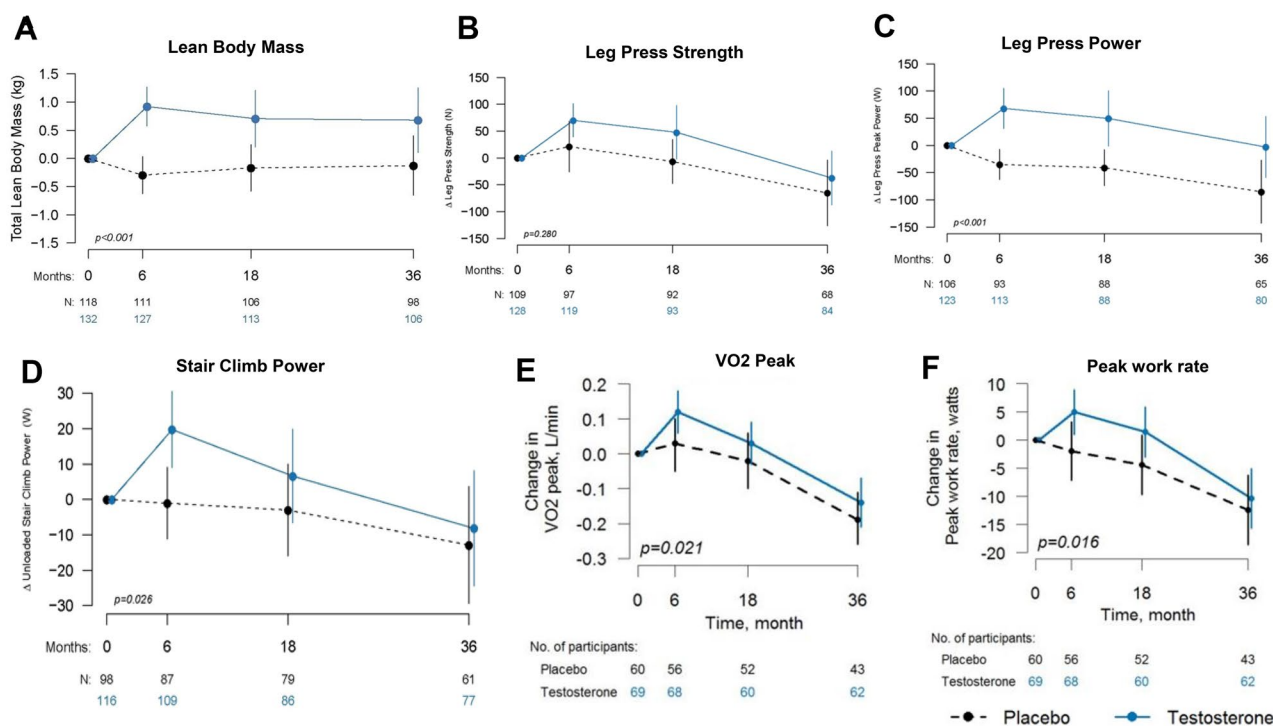 A
Lean Body Mass
Total Lean Body Mass (kg)
1.5
1.0
0.5
0.0
−0.5
−1.0
−1.5
p<0.001
Months: 0 6 18 36
N: 118 111 106 98
132 127 113 106
B
Leg Press Strength
Δ Leg Press Strength (N)
150
100
50
0
−50
−100
−150
p=0.280
Months: 0 6 18 36
N: 109 97 92 68
128 119 93 84
C
Leg Press Power
Δ Leg Press Peak Power (W)
150
100
50
0
−50
−100
−150
p<0.001
Months: 0 6 18 36
N: 106 93 88 65
123 113 88 80
D
Stair Climb Power
Δ Unloaded Stair Climb Power (W)
30
20
10
0
−10
−20
−30
p=0.026
Months: 0 6 18 36
N: 98 87 79 61
116 109 86 77
E
VO2 Peak
Change in
VO2 peak, L/min
0.2
0.1
0.0
-0.1
-0.2
-0.3
p=0.021
0 6 18 36
Time, month
No. of participants:
Placebo 60 56 52 43
Testosterone 69 68 60 62
F
Peak work rate
Change in
Peak work rate, watts
10
5
0
-5
-10
-15
-20
p=0.016
0 6 18 36
Time, month
No. of participants:
Placebo 60 56 52 43
Testosterone 69 68 60 62
Placebo Testosterone